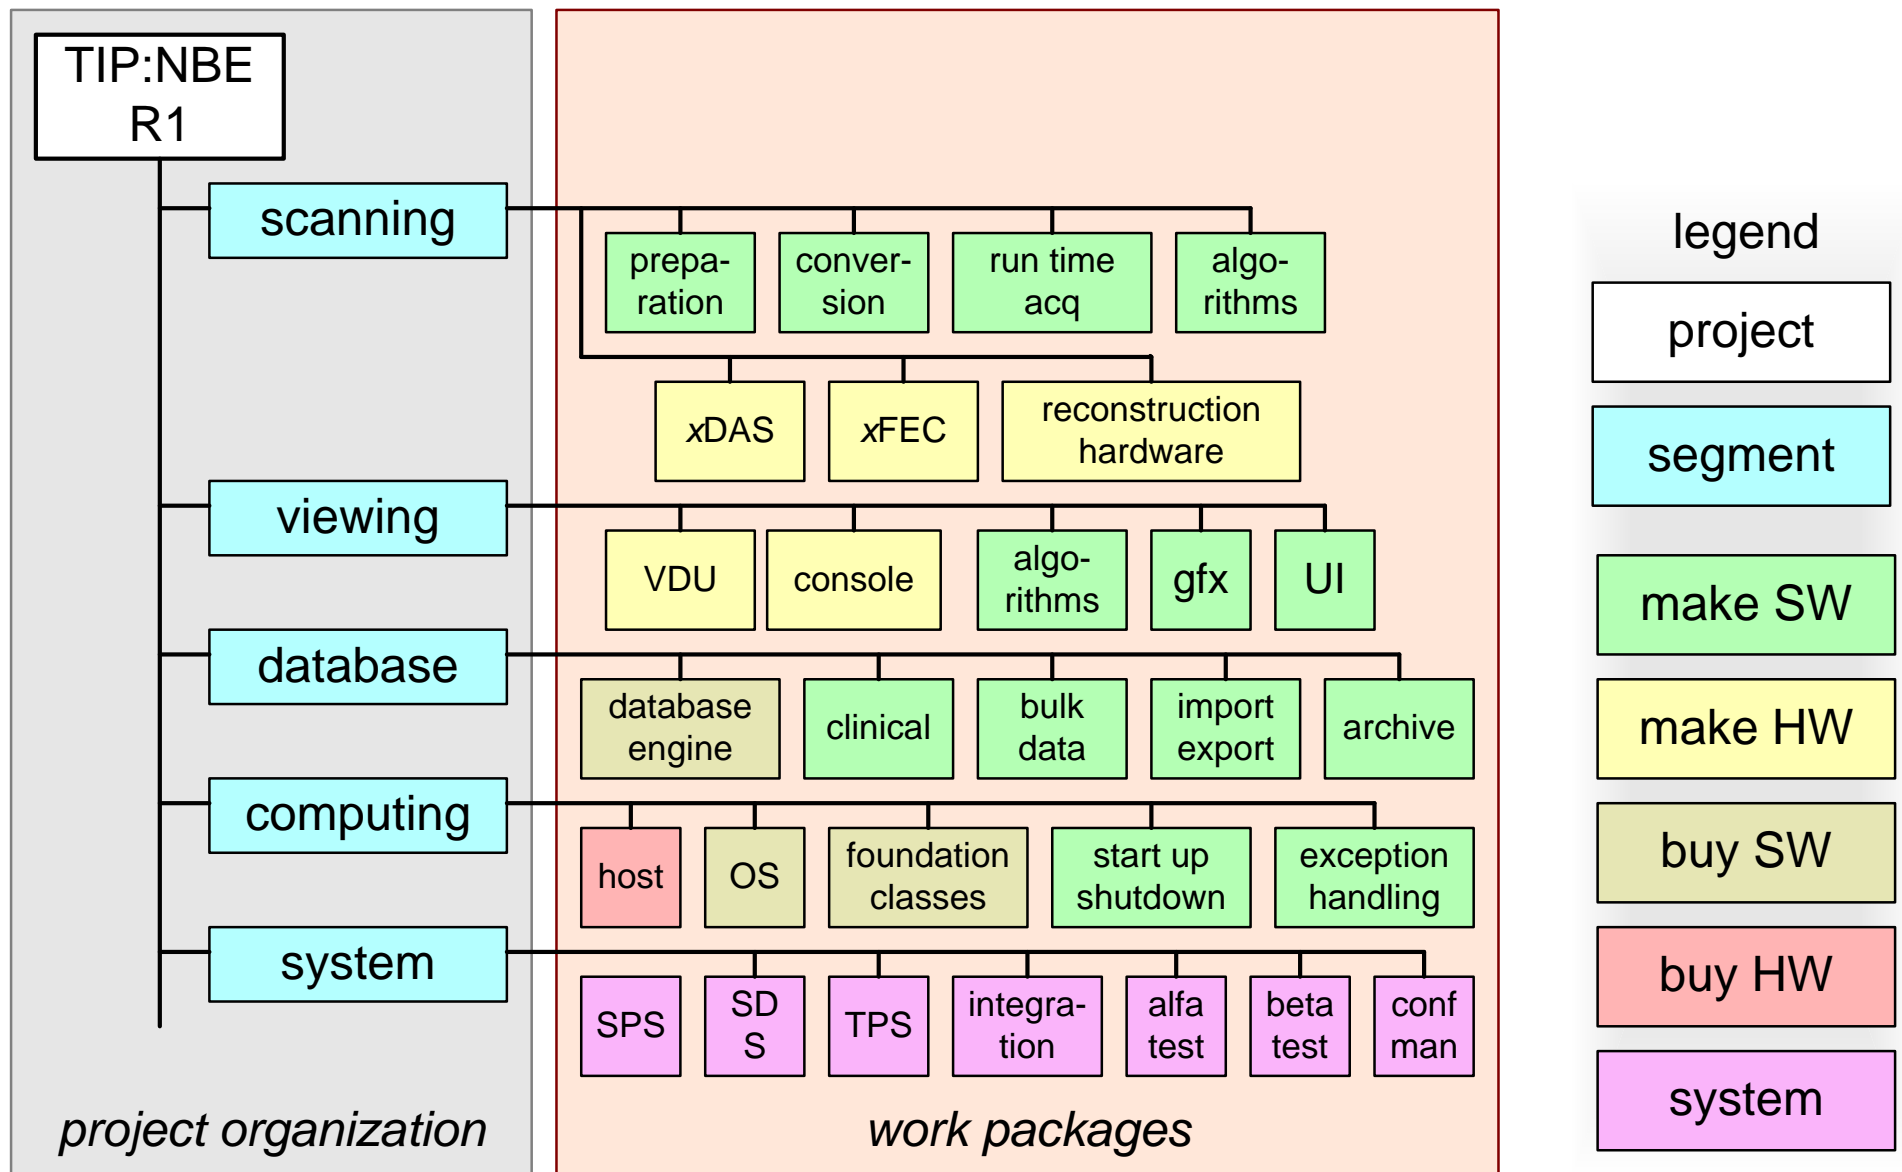 TIP:NBE
R1
scanning
prepa-
ration
conver-
sion
run time
acq
algo-
rithms
xDAS
xFEC
reconstruction
hardware
viewing
VDU
console
algo-
rithms
gfx
UI
database
database
engine
clinical
bulk
data
import
export
archive
computing
host
OS
foundation
classes
start up
shutdown
exception
handling
system
SPS
SD
S
TPS
integra-
tion
alfa
test
beta
test
conf
man
project organization
work packages
legend
project
segment
make SW
make HW
buy SW
buy HW
system